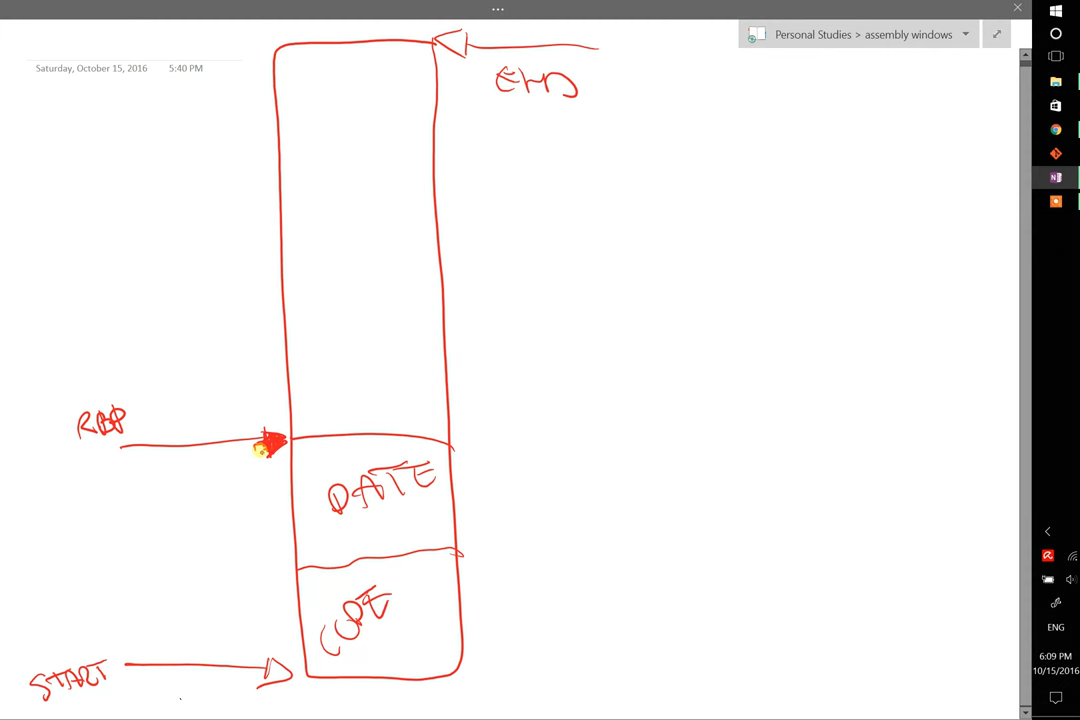 ...
Personal Studies > assembly windows
Saturday, October 15, 2016 5:40 PM
END
RBP
DATE
CODE
START
ENG
6:09 PM
10/15/2016